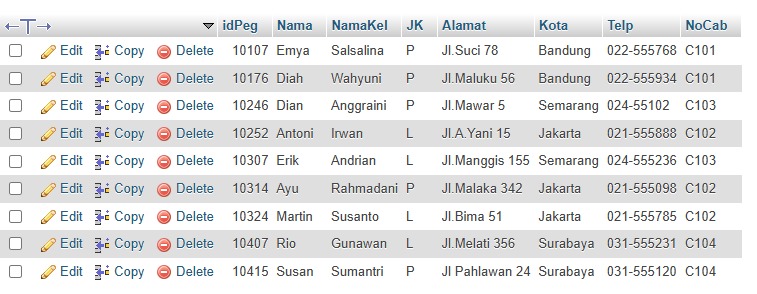 idPeg Nama NamaKel JK Alamat Kota Telp NoCab
Edit Copy Delete 10107 Emya Salsalina P Jl.Suci 78 Bandung 022-555768 C101
Edit Copy Delete 10176 Diah Wahyuni P Jl.Maluku 56 Bandung 022-555934 C101
Edit Copy Delete 10246 Dian Anggraini P Jl.Mawar 5 Semarang 024-55102 C103
Edit Copy Delete 10252 Antoni Irwan L Jl.A.Yani 15 Jakarta 021-555888 C102
Edit Copy Delete 10307 Erik Andrian L Jl.Manggis 155 Semarang 024-555236 C103
Edit Copy Delete 10314 Ayu Rahmadani P Jl.Malaka 342 Jakarta 021-555098 C102
Edit Copy Delete 10324 Martin Susanto L Jl.Bima 51 Jakarta 021-555785 C102
Edit Copy Delete 10407 Rio Gunawan L Jl.Melati 356 Surabaya 031-555231 C104
Edit Copy Delete 10415 Susan Sumantri P Jl Pahlawan 24 Surabaya 031-555120 C104